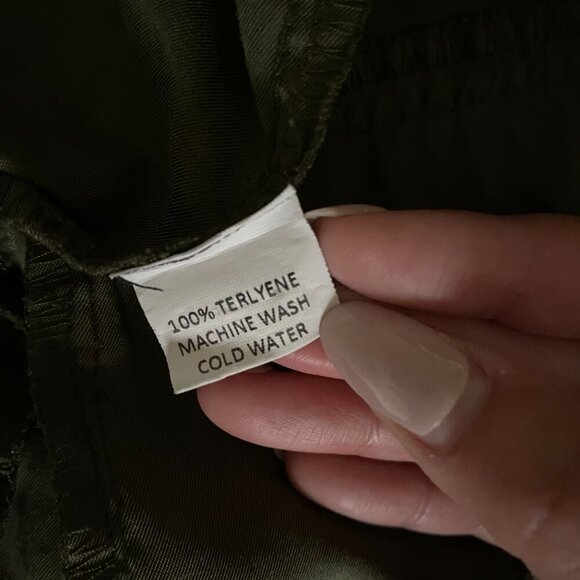 100% TERLYENE
MACHINE WASH
COLD WATER